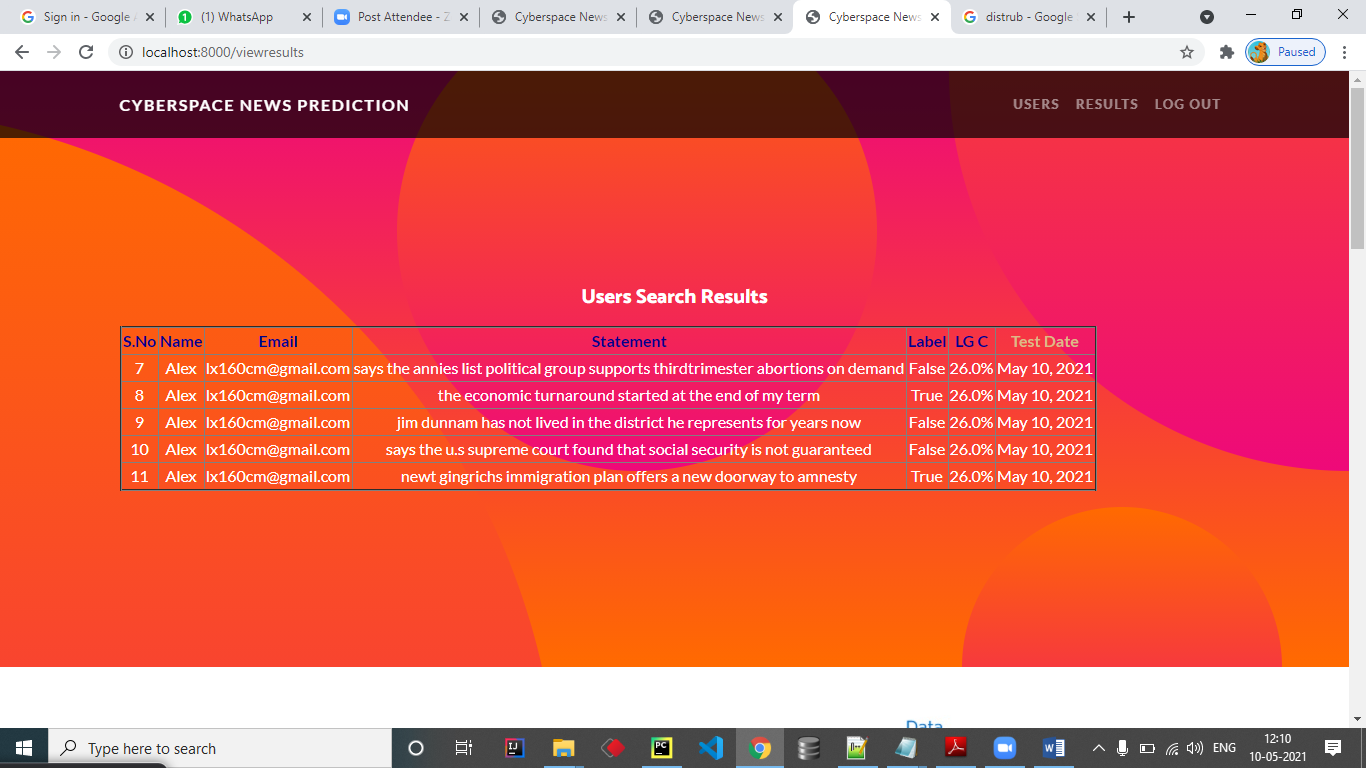 Sign in - Google A
(1) WhatsApp
Post Attendee - Z
Cyberspace News
Cyberspace News
Cyberspace News
distrub - Google
localhost:8000/viewresults
Paused
CYBERSPACE NEWS PREDICTION
USERS RESULTS LOG OUT
Users Search Results
S.No Name Email Statement Label LG C Test Date
7 Alex lx160cm@gmail.com says the annies list political group supports thirdtrimester abortions on demand False 26.0% May 10, 2021
8 Alex lx160cm@gmail.com the economic turnaround started at the end of my term True 26.0% May 10, 2021
9 Alex lx160cm@gmail.com jim dunnam has not lived in the district he represents for years now False 26.0% May 10, 2021
10 Alex lx160cm@gmail.com says the u.s supreme court found that social security is not guaranteed False 26.0% May 10, 2021
11 Alex lx160cm@gmail.com newt gingrichs immigration plan offers a new doorway to amnesty True 26.0% May 10, 2021
Data
Type here to search
ENG
12:10
10-05-2021